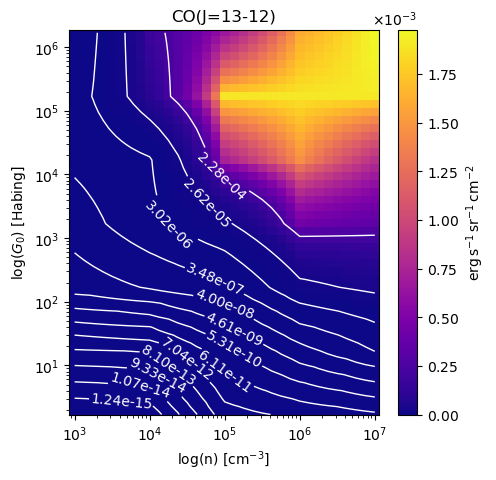 CO(J=13-12)
×10⁻³
10⁶
10⁵
10⁴
10³
10²
10¹
log(G₀) [Habing]
2.28e-04
2.62e-05
3.02e-06
3.48e-07
4.00e-08
4.61e-09
5.31e-10
6.11e-11
7.04e-12
8.10e-13
9.33e-14
1.07e-14
1.24e-15
10³ 10⁴ 10⁵ 10⁶ 10⁷
log(n) [cm⁻³]
1.75
1.50
1.25
1.00
0.75
0.50
0.25
0.00
erg s⁻¹ sr⁻¹ cm⁻²